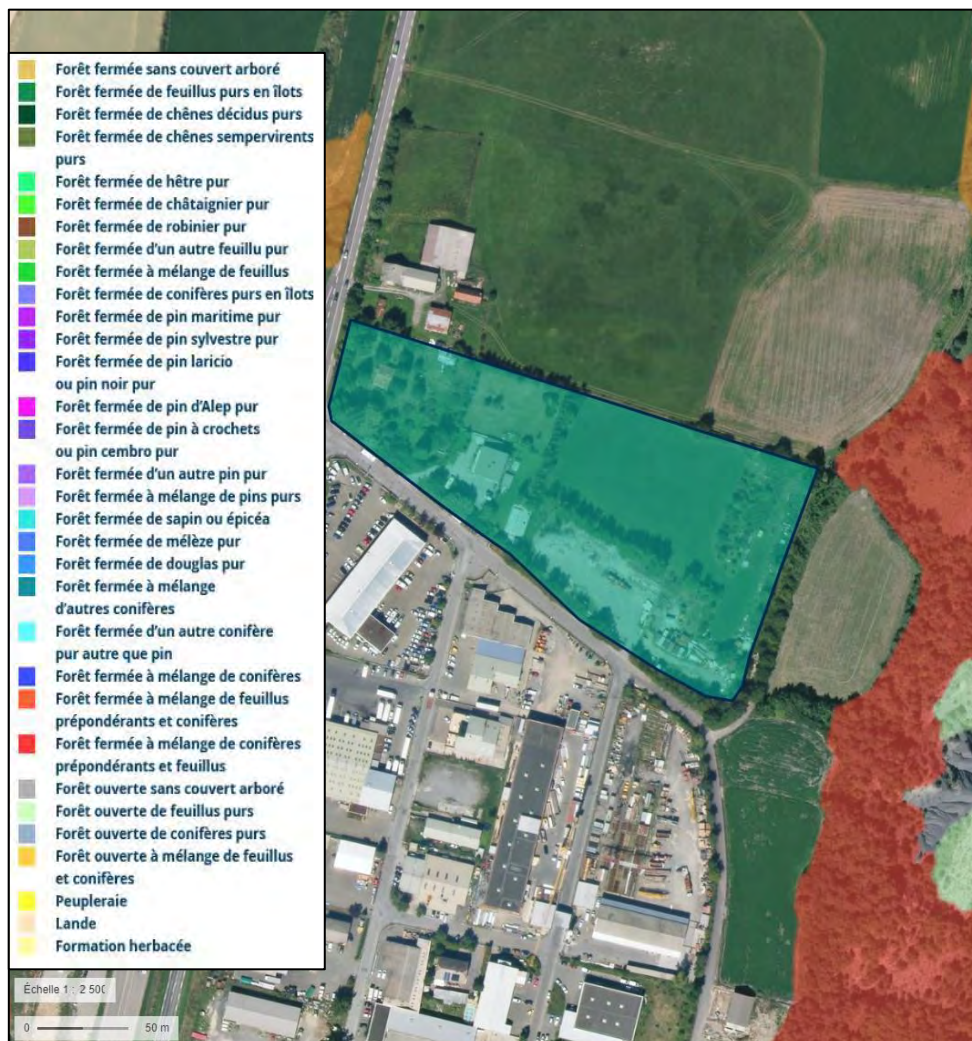 Forêt fermée sans couvert arboré
Forêt fermée de feuillus purs en îlots
Forêt fermée de chênes décidus purs
Forêt fermée de chênes sempervirents
purs
Forêt fermée de hêtre pur
Forêt fermée de châtaignier pur
Forêt fermée de robinier pur
Forêt fermée d'un autre feuillu pur
Forêt fermée à mélange de feuillus
Forêt fermée de conifères purs en îlots
Forêt fermée de pin maritime pur
Forêt fermée de pin sylvestre pur
Forêt fermée de pin laricio
ou pin noir pur
Forêt fermée de pin d'Alep pur
Forêt fermée de pin à crochets
ou pin cembro pur
Forêt fermée d'un autre pin pur
Forêt fermée à mélange de pins purs
Forêt fermée de sapin ou épicéa
Forêt fermée de mélèze pur
Forêt fermée de douglas pur
Forêt fermée à mélange
d'autres conifères
Forêt fermée d'un autre conifère
pur autre que pin
Forêt fermée à mélange de conifères
Forêt fermée à mélange de feuillus
prépondérants et conifères
Forêt fermée à mélange de conifères
prépondérants et feuillus
Forêt ouverte sans couvert arboré
Forêt ouverte de feuillus purs
Forêt ouverte de conifères purs
Forêt ouverte à mélange de feuillus
et conifères
Peupleraie
Lande
Formation herbacée
Échelle 1 : 2 500
0 50 m